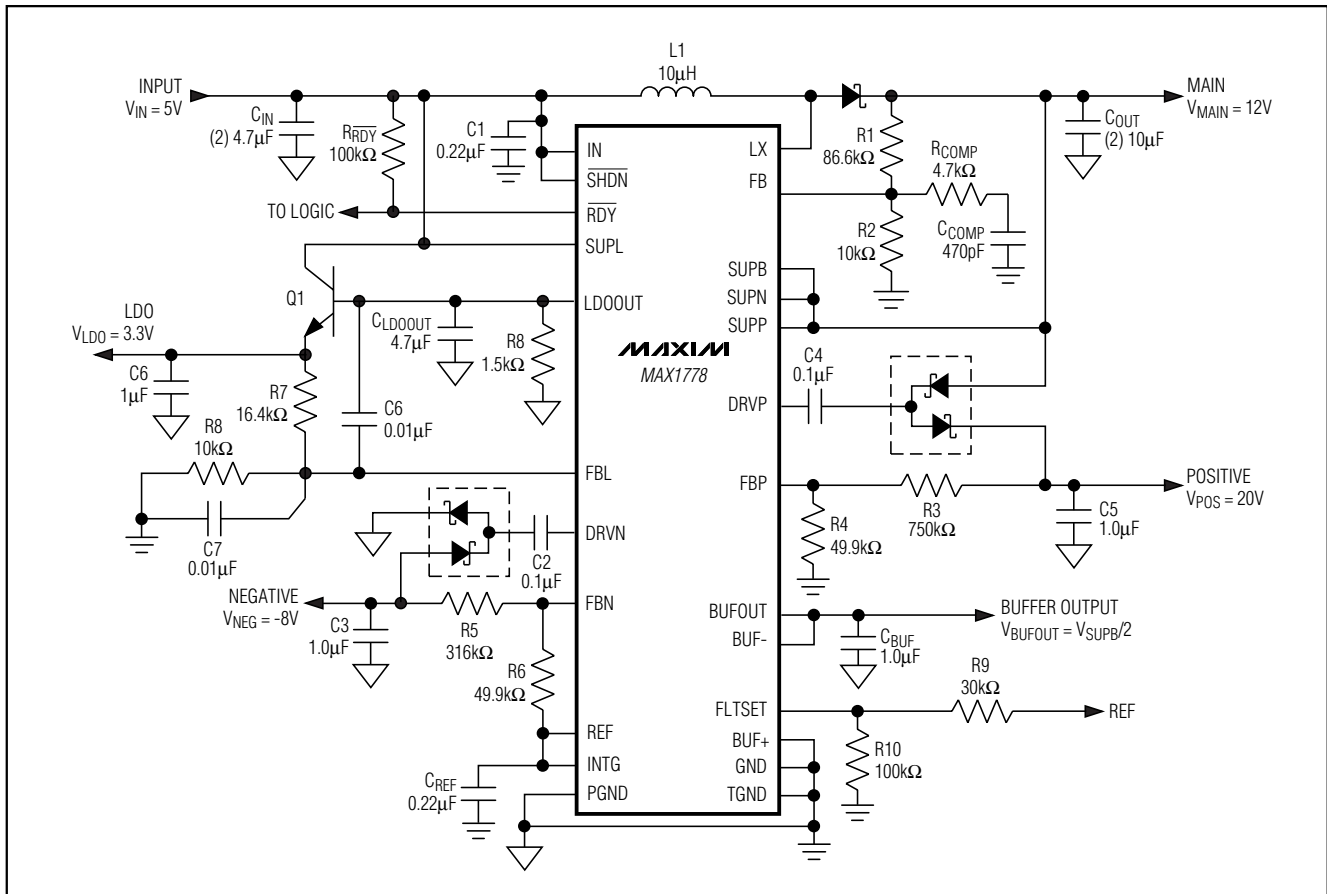 L1
10µH
INPUT
V_IN = 5V
MAIN
V_MAIN = 12V
C_IN
(2) 4.7µF
R_R̅D̅Y̅
100kΩ
C1
0.22µF
IN
S̅H̅D̅N̅
R̅D̅Y̅
SUPL
TO LOGIC
LX
FB
R1
86.6kΩ
R_COMP
4.7kΩ
C_OUT
(2) 10µF
R2
10kΩ
C_COMP
470pF
SUPB
SUPN
SUPP
Q1
LDO
V_LDO = 3.3V
LDOOUT
C_LDOOUT
4.7µF
R8
1.5kΩ
MAXIM
MAX1778
C6
1µF
R7
16.4kΩ
C6
0.01µF
C4
0.1µF
DRVP
R8
10kΩ
FBL
C7
0.01µF
FBP
R3
750kΩ
POSITIVE
V_POS = 20V
R4
49.9kΩ
C5
1.0µF
DRVN
C2
0.1µF
NEGATIVE
V_NEG = -8V
FBN
C3
1.0µF
R5
316kΩ
R6
49.9kΩ
BUFOUT
BUF-
BUFFER OUTPUT
V_BUFOUT = V_SUPB/2
C_BUF
1.0µF
R9
30kΩ
FLTSET
REF
R10
100kΩ
REF
INTG
PGND
C_REF
0.22µF
BUF+
GND
TGND